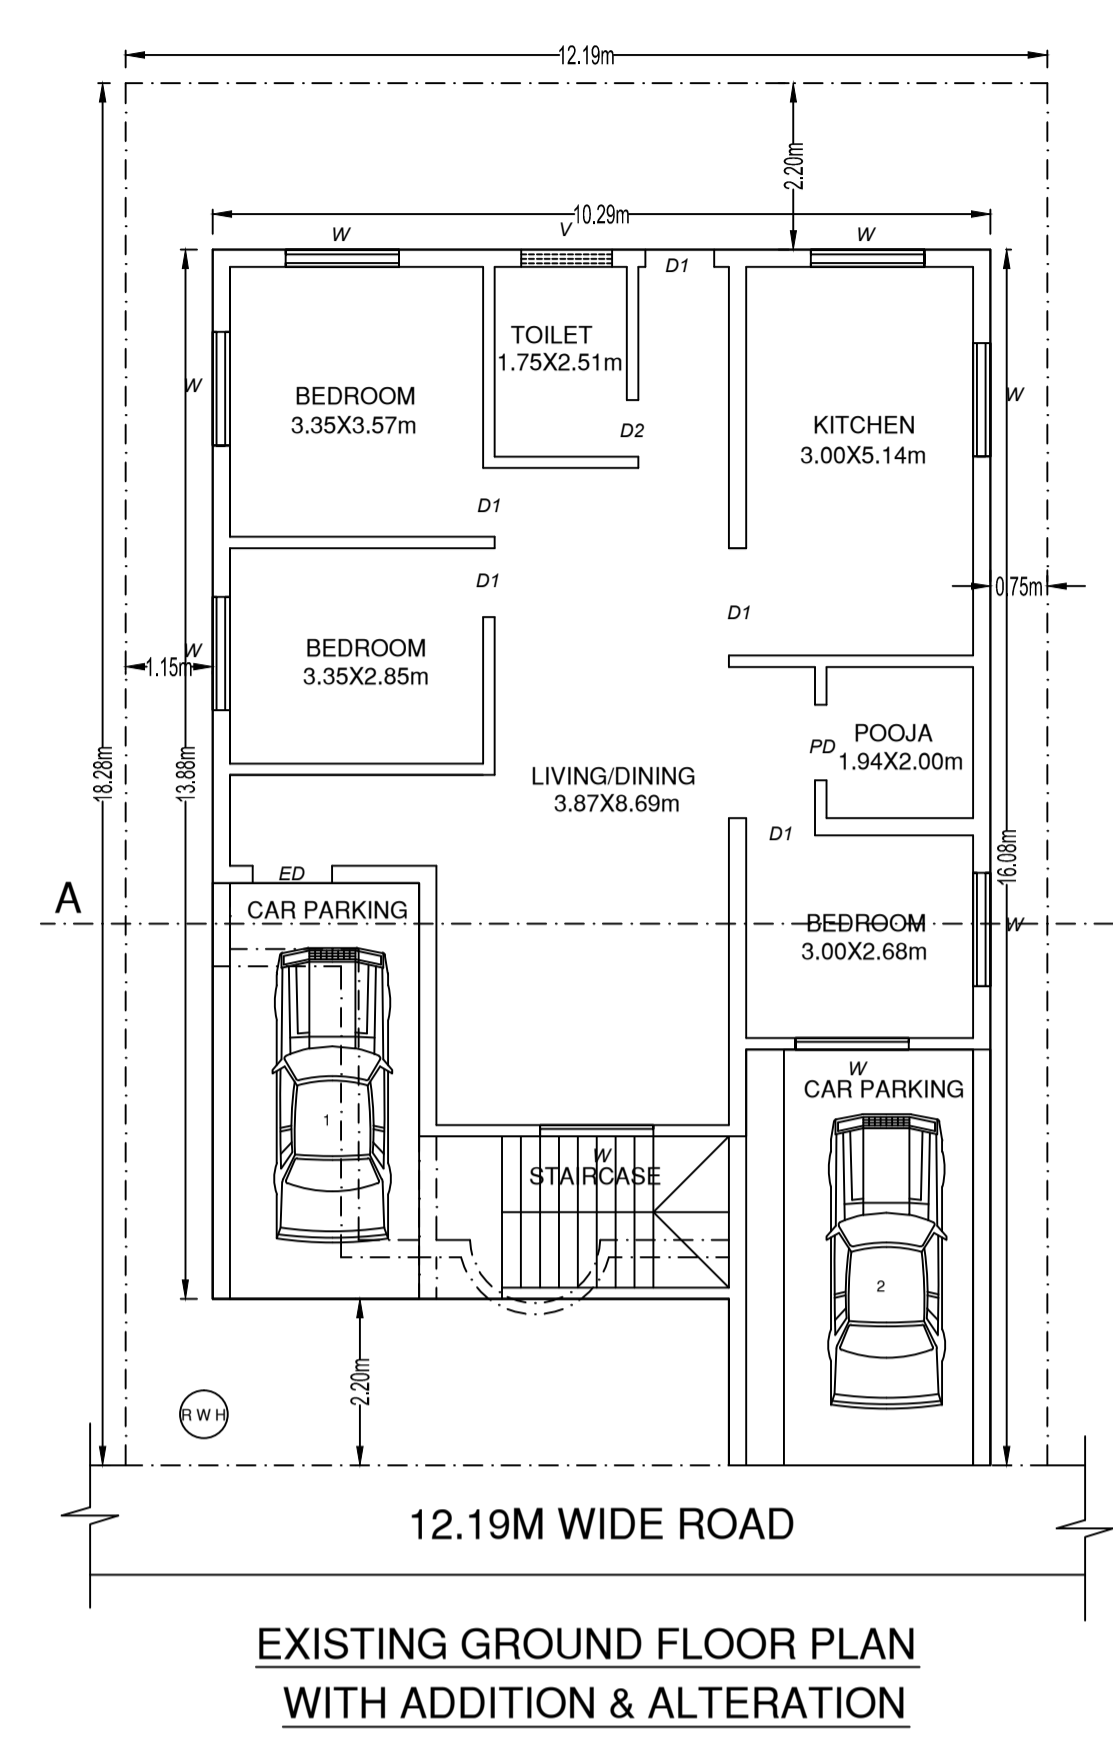 12.19m
2.20m
10.29m
W
V
W
D1
TOILET
1.75X2.51m
W
BEDROOM
3.35X3.57m
W
KITCHEN
3.00X5.14m
D2
D1
D1
0.75m
D1
W
1.15m
BEDROOM
3.35X2.85m
POOJA
1.94X2.00m
PD
18.28m
13.88m
LIVING/DINING
3.87X8.69m
D1
16.08m
ED
A
CAR PARKING
BEDROOM
3.00X2.68m
W
W
CAR PARKING
1
W
STAIRCASE
2
2.20m
R W H
12.19M WIDE ROAD
EXISTING GROUND FLOOR PLAN
WITH ADDITION & ALTERATION